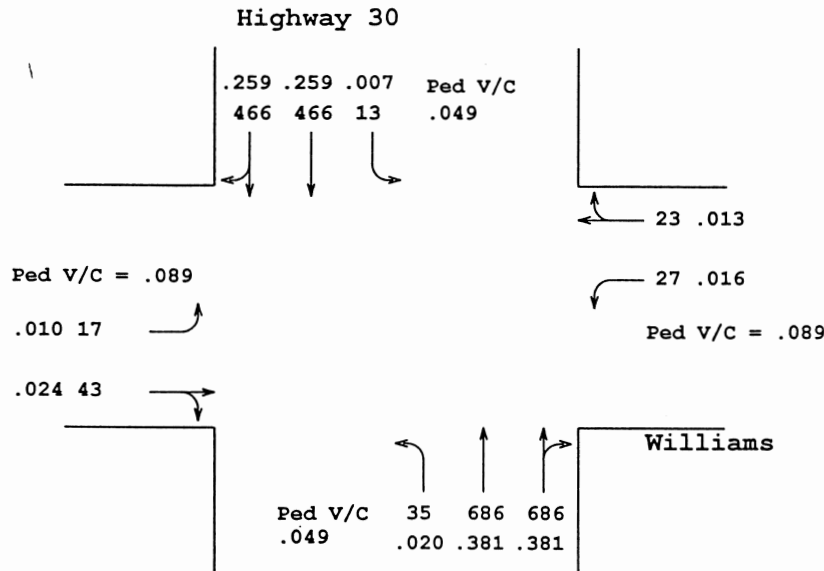 Highway 30
.259 .259 .007 Ped V/C
466 466 13 .049
23 .013
Ped V/C = .089
27 .016
.010 17
Ped V/C = .089
.024 43
Williams
Ped V/C 35 686 686
.049 .020 .381 .381